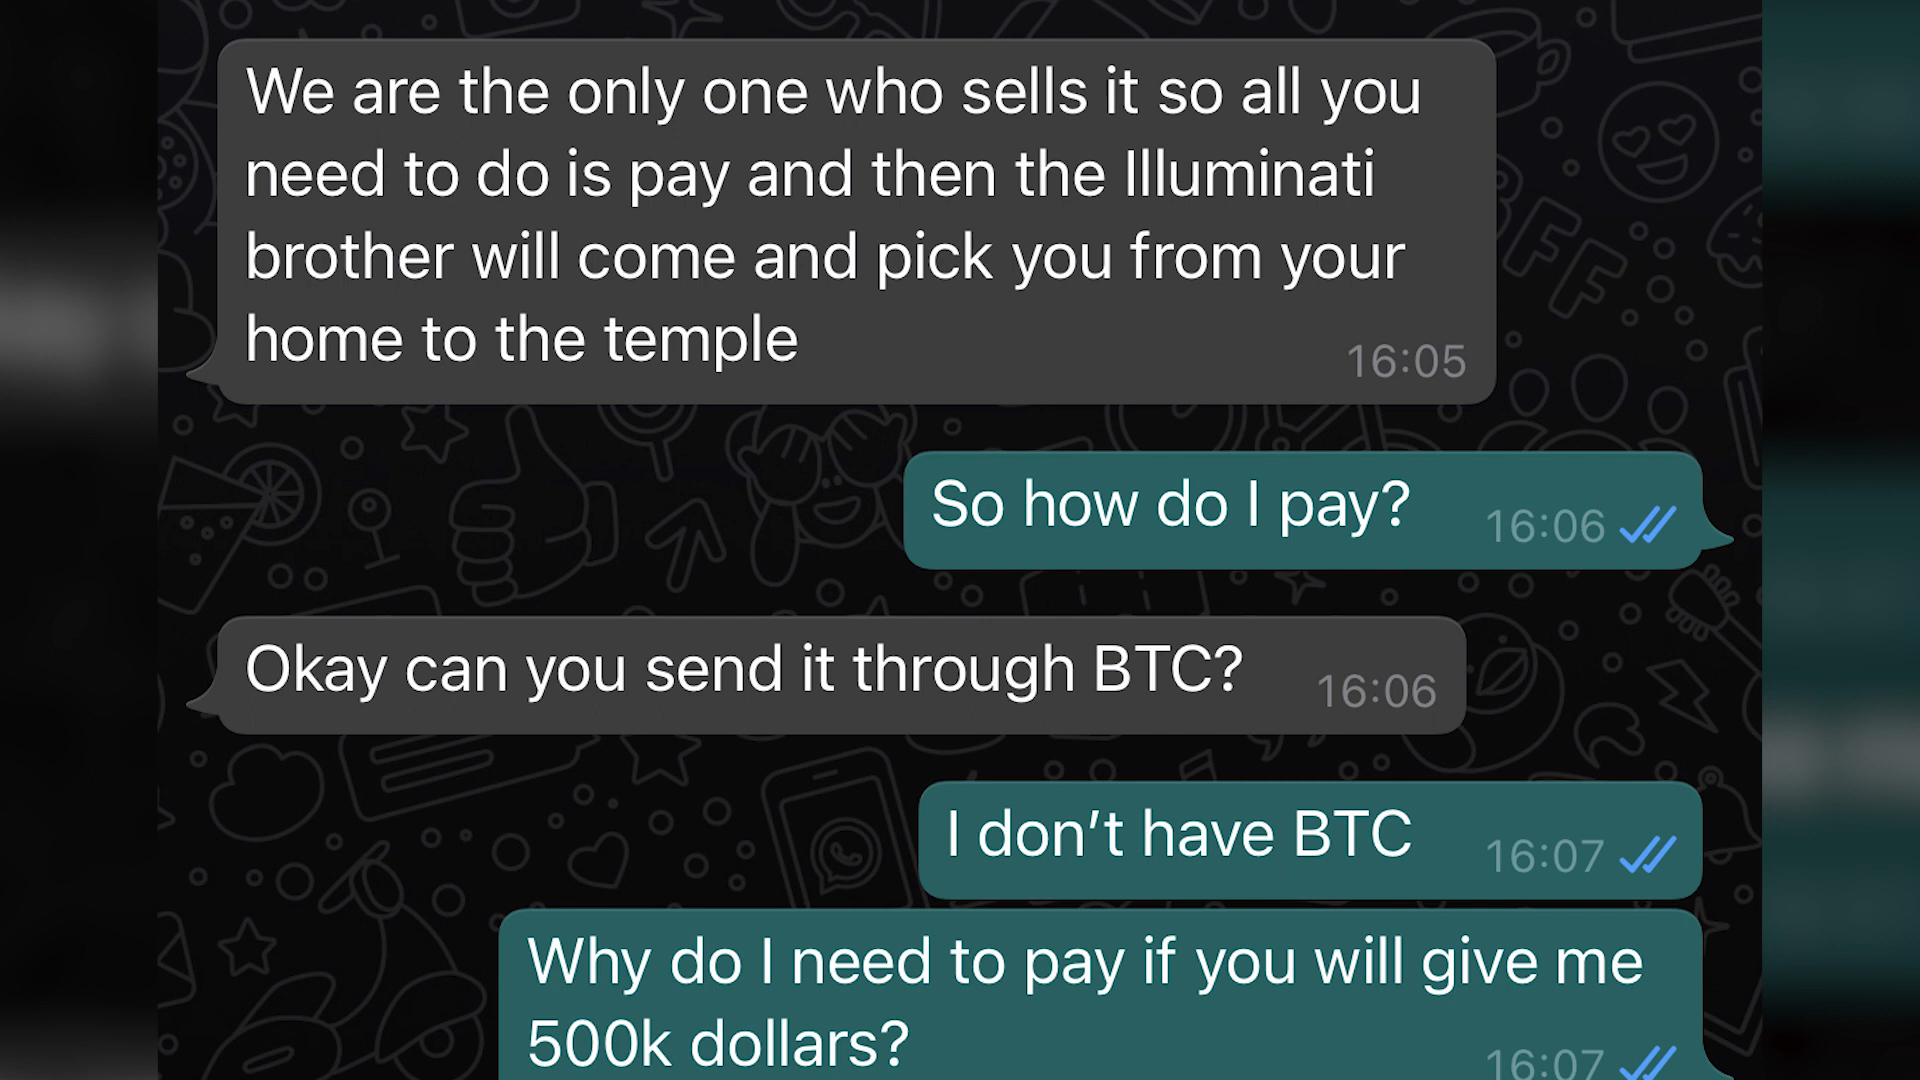 We are the only one who sells it so all you
need to do is pay and then the Illuminati
brother will come and pick you from your
home to the temple
16:05
So how do I pay?
16:06
Okay can you send it through BTC?
16:06
I don’t have BTC
16:07
Why do I need to pay if you will give me
500k dollars?
16:07